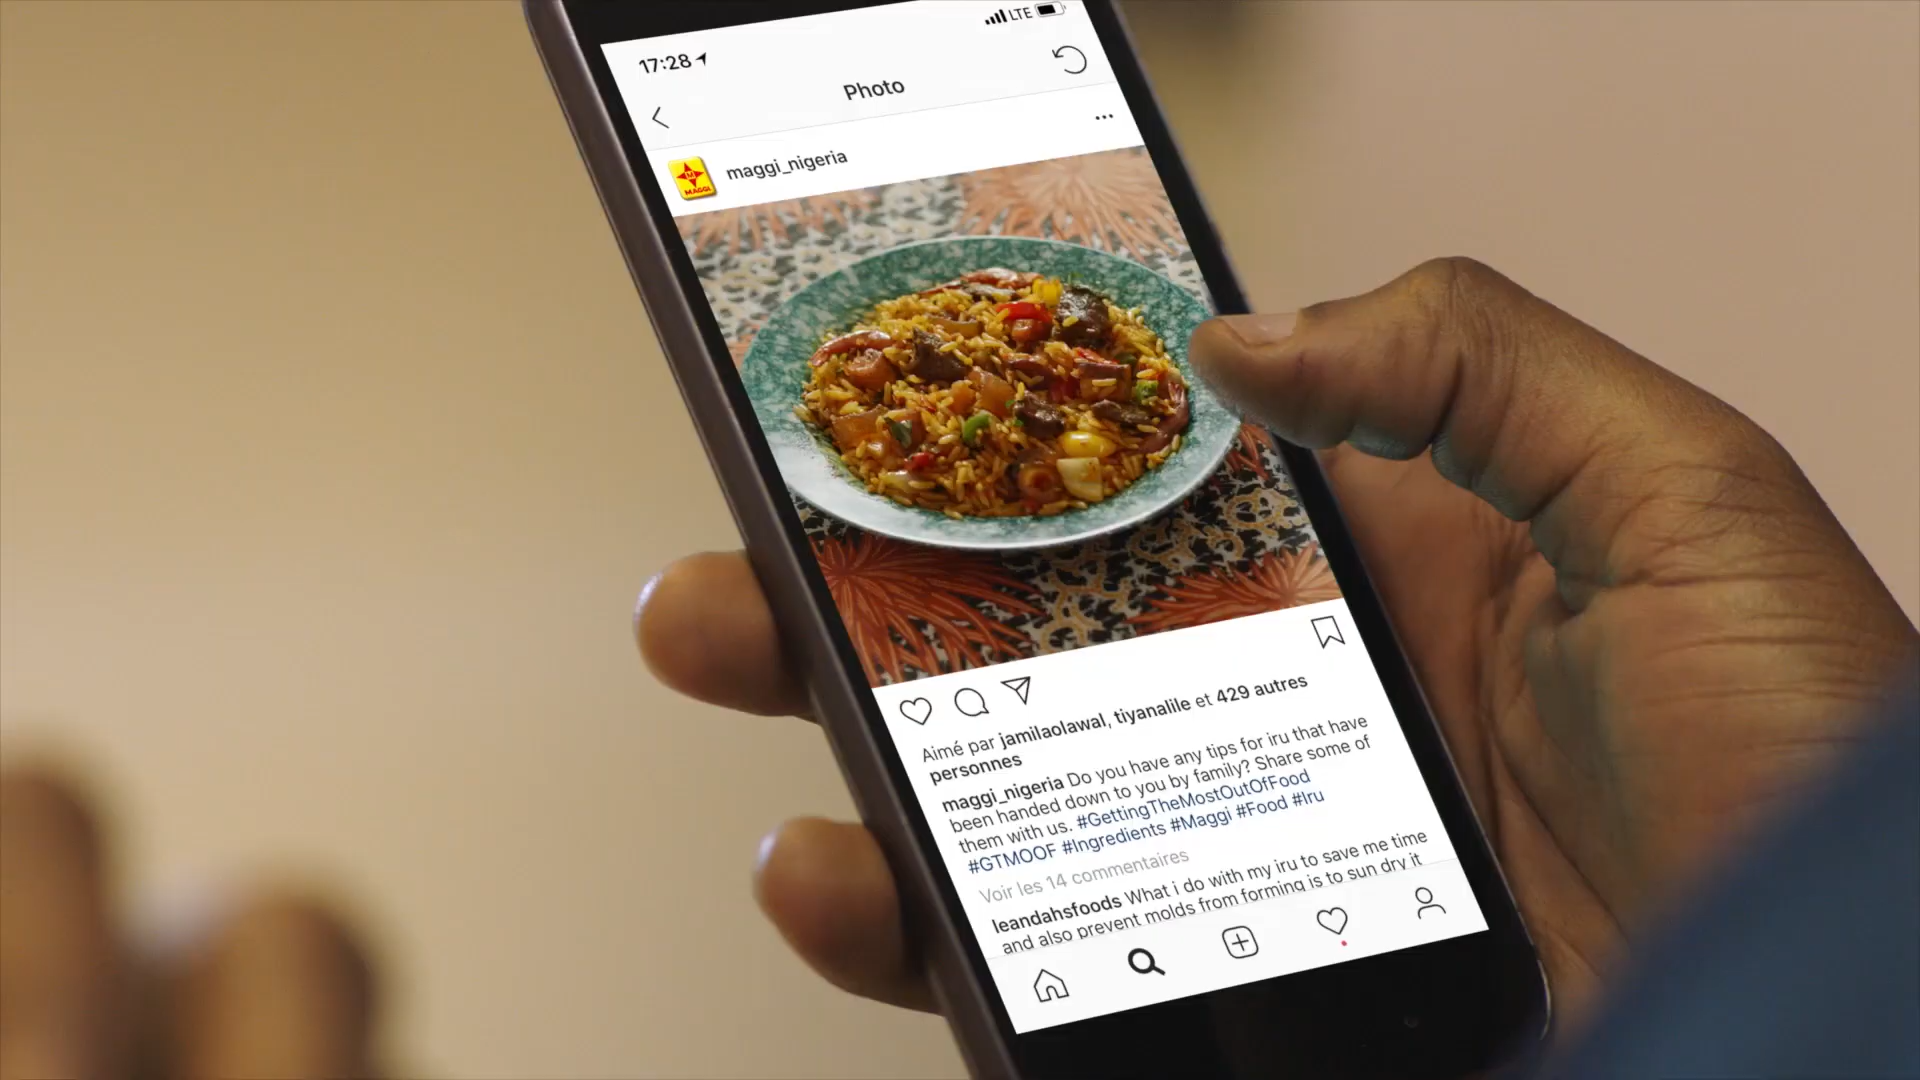 17:28
LTE
Photo
MAGGI
maggi_nigeria
Aimé par jamilaolawal, tiyanalile et 429 autres
personnes
maggi_nigeria Do you have any tips for iru that have
been handed down to you by family? Share some of
them with us. #GettingTheMostOutOfFood
#GTMOOF #Ingredients #Maggi #Food #Iru
Voir les 14 commentaires
leandahsfoods What i do with my iru to save me time
and also prevent molds from forming is to sun dry it